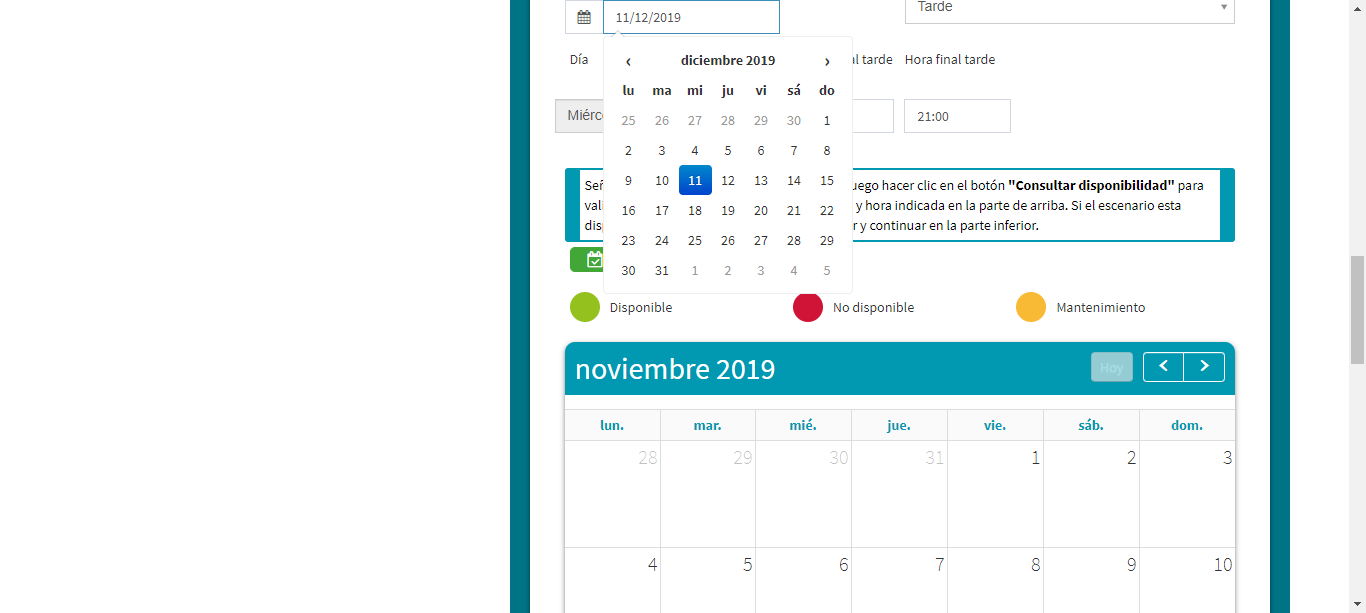 11/12/2019
Tarde
Día
al tarde
Hora final tarde
‹ diciembre 2019 ›
lu ma mi ju vi sá do
25 26 27 28 29 30 1
2 3 4 5 6 7 8
9 10 11 12 13 14 15
16 17 18 19 20 21 22
23 24 25 26 27 28 29
30 31 1 2 3 4 5
Miérc
21:00
Señ
uego hacer clic en el botón "Consultar disponibilidad" para
vali
y hora indicada en la parte de arriba. Si el escenario esta
disp
r y continuar en la parte inferior.
Disponible
No disponible
Mantenimiento
noviembre 2019
Hoy
lun. mar. mié. jue. vie. sáb. dom.
28 29 30 31 1 2 3
4 5 6 7 8 9 10